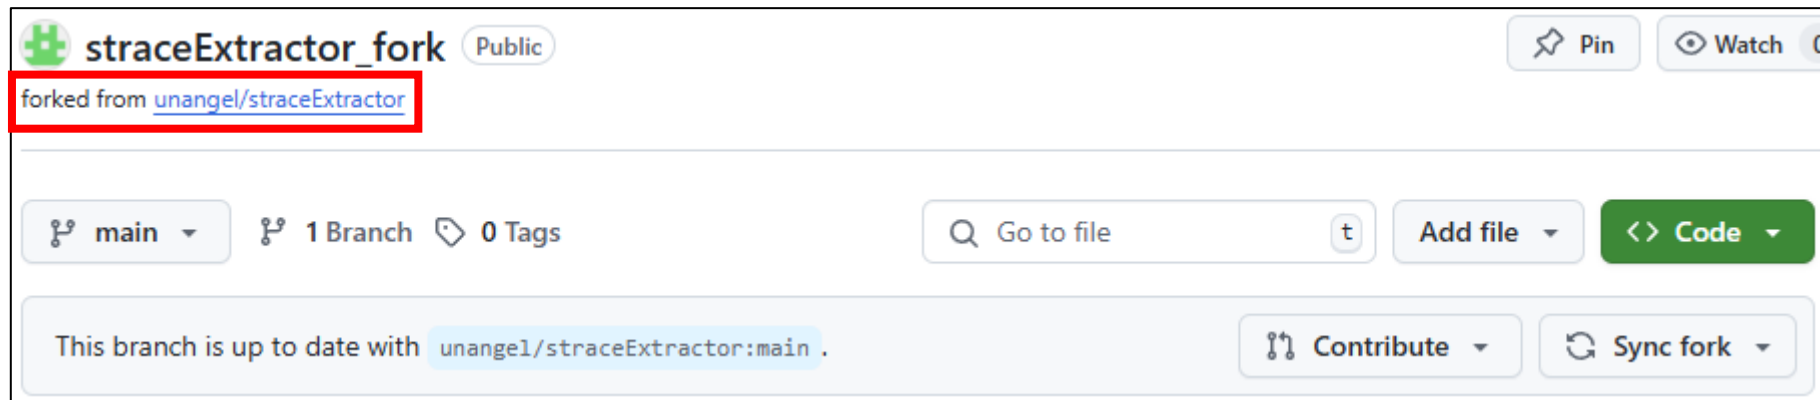 straceExtractor_fork Public Pin Watch 0
forked from unangel/straceExtractor
main 1 Branch 0 Tags Go to file t Add file Code
This branch is up to date with unangel/straceExtractor:main . Contribute Sync fork